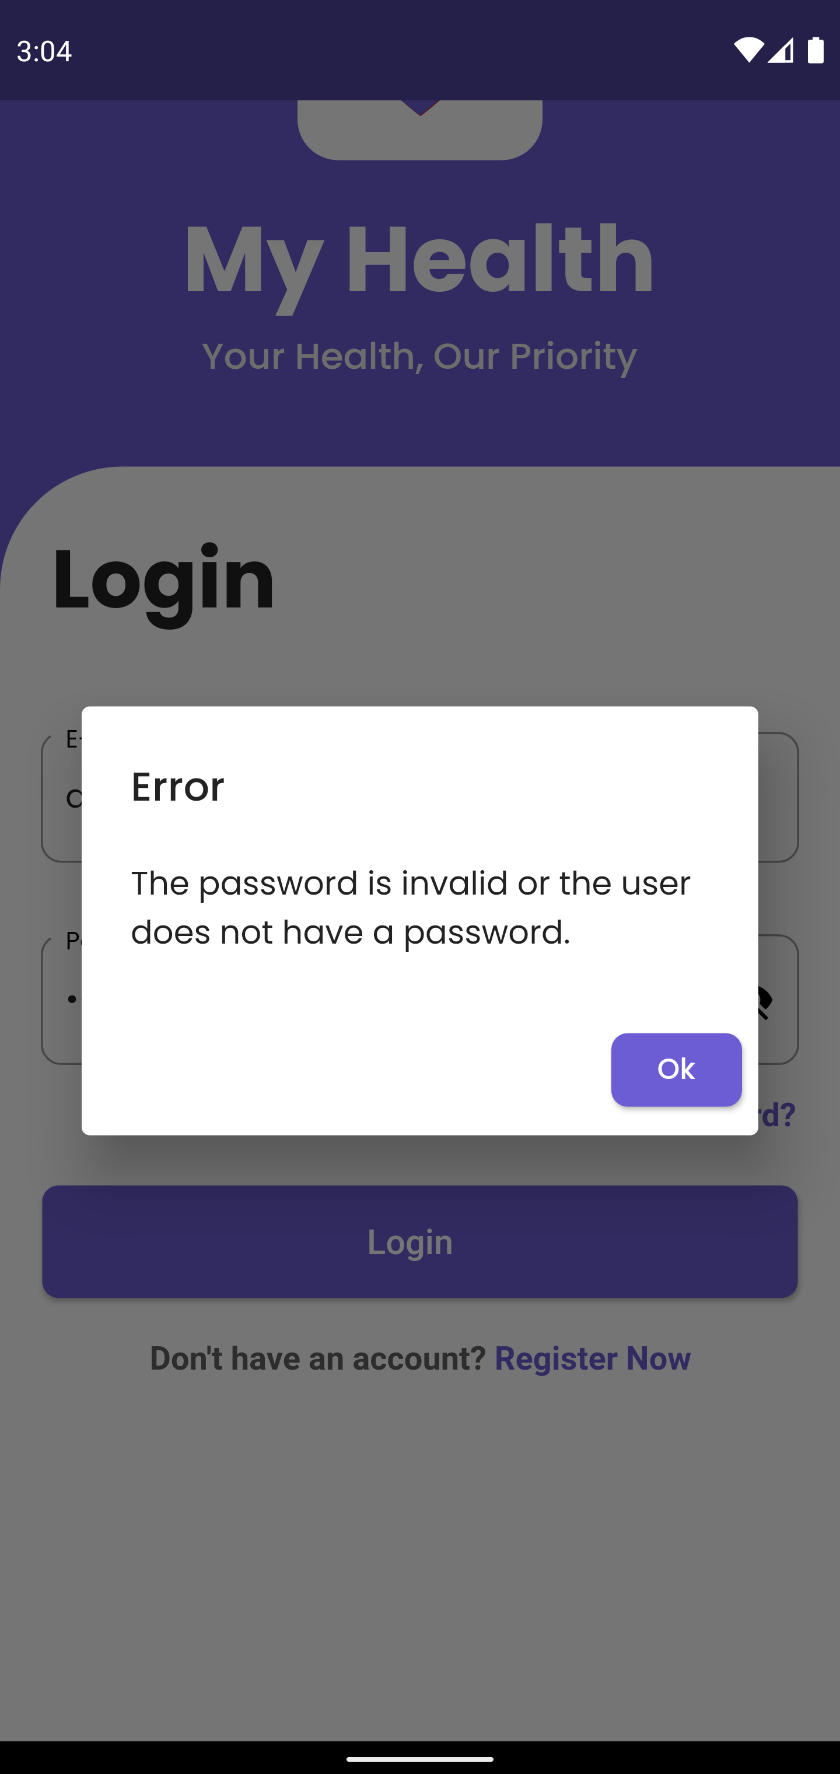 3:04
My Health
Your Health, Our Priority
Login
Error
The password is invalid or the user
does not have a password.
Ok
Login
Don't have an account? Register Now